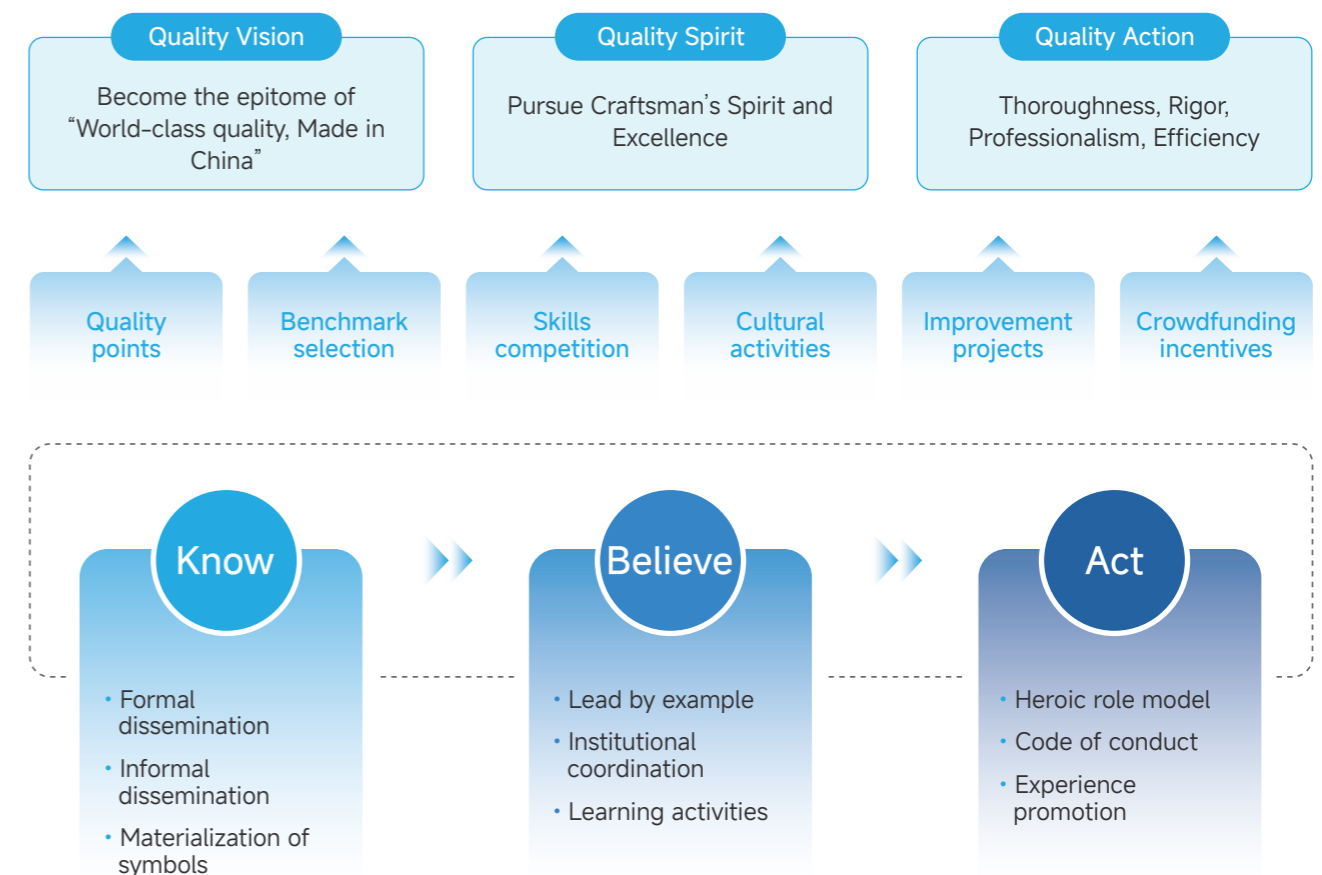 Quality Vision
Become the epitome of
“World-class quality, Made in
China”
Quality Spirit
Pursue Craftsman’s Spirit and
Excellence
Quality Action
Thoroughness, Rigor,
Professionalism, Efficiency
Quality
points
Benchmark
selection
Skills
competition
Cultural
activities
Improvement
projects
Crowdfunding
incentives
Know
• Formal
dissemination
• Informal
dissemination
• Materialization of
symbols
Believe
• Lead by example
• Institutional
coordination
• Learning activities
Act
• Heroic role model
• Code of conduct
• Experience
promotion